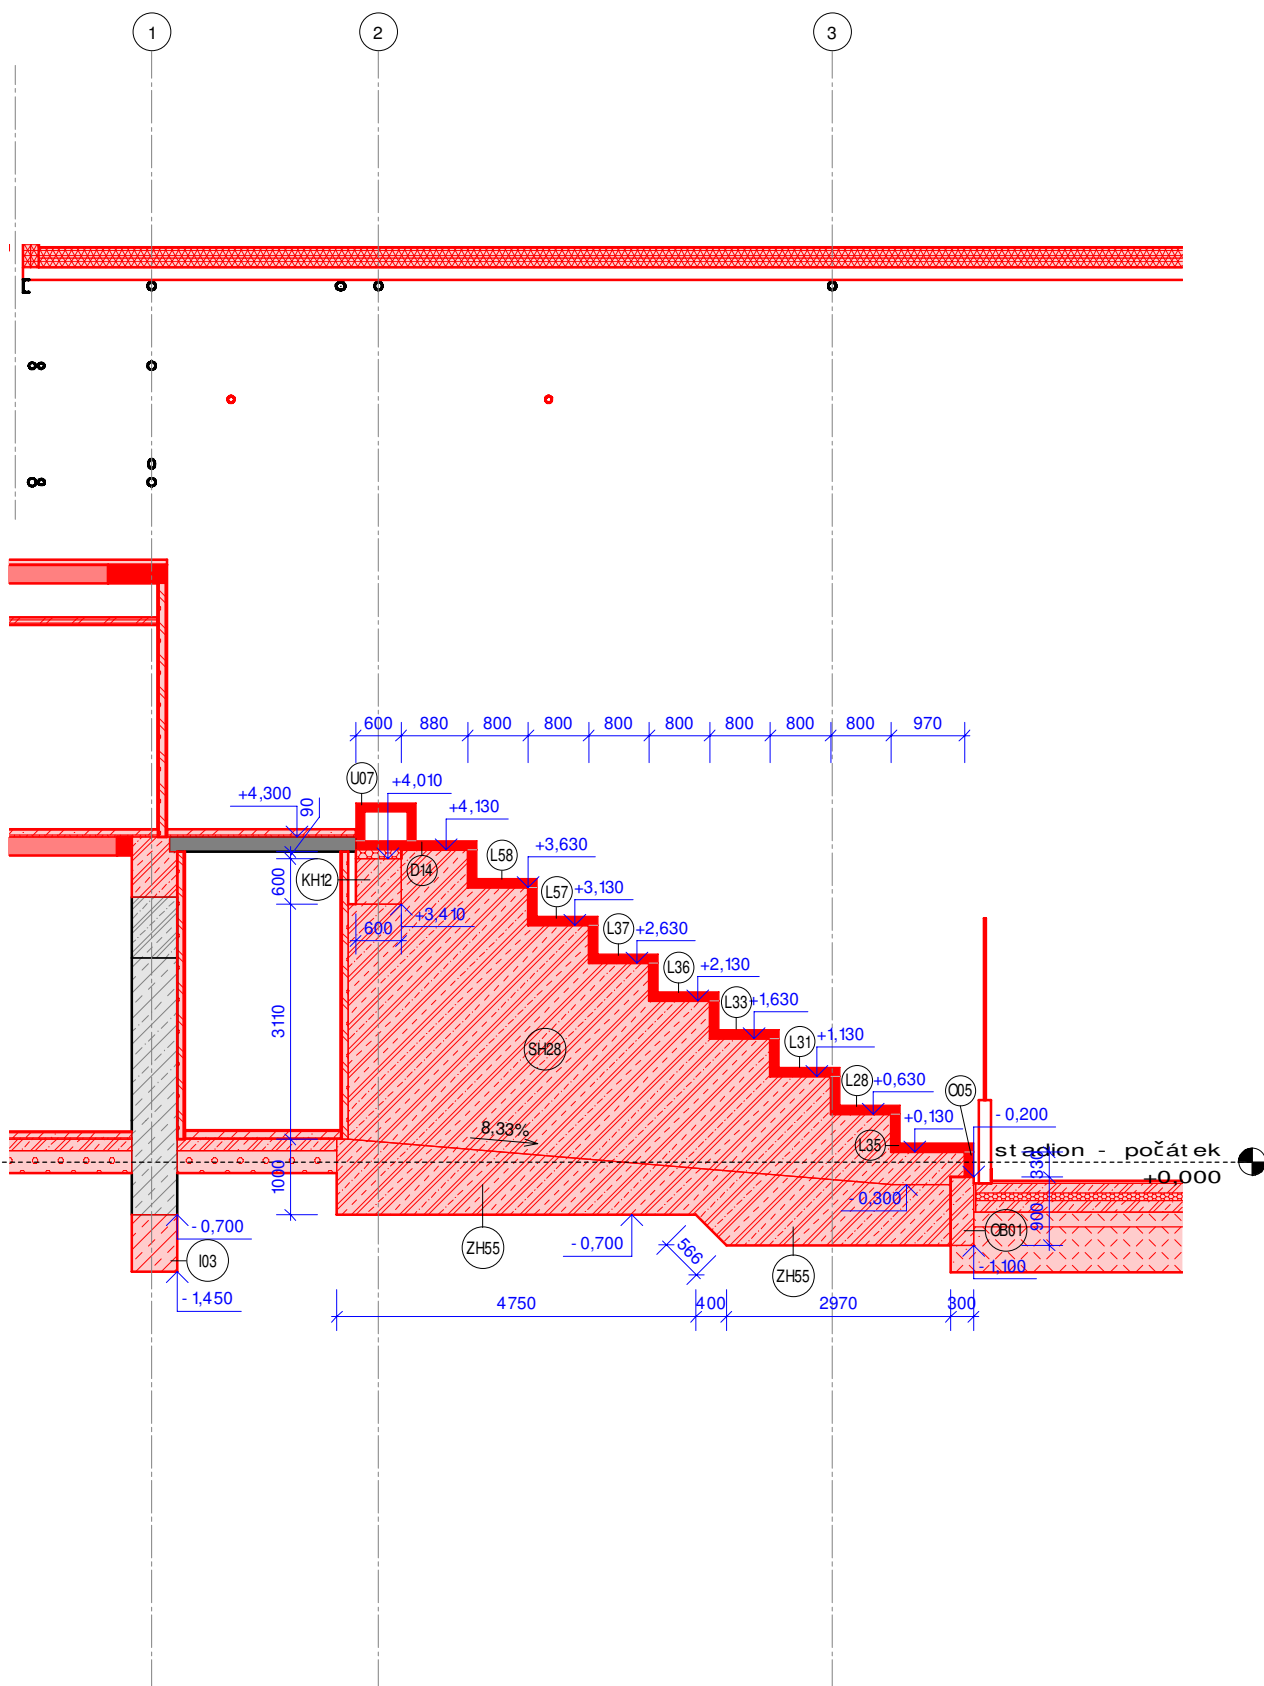 1
2
3
600 880 800 800 800 800 800 800 800 970
U07
+4,010
+4,300
90
+4,130
L58
+3,630
D14
KH12
600
L57
+3,130
+3,410
600
L37
+2,630
L36
+2,130
L33
+1,630
3110
SH28
L31
+1,130
L28
+0,630
O05
+0,130
- 0,200
8,33%
L35
stadion - počátek
330
+0,000
1000
- 0,300
900
- 0,700
OB01
ZH55
- 0,700
566
I03
ZH55
- 1,100
- 1,450
4750 400 2970 300